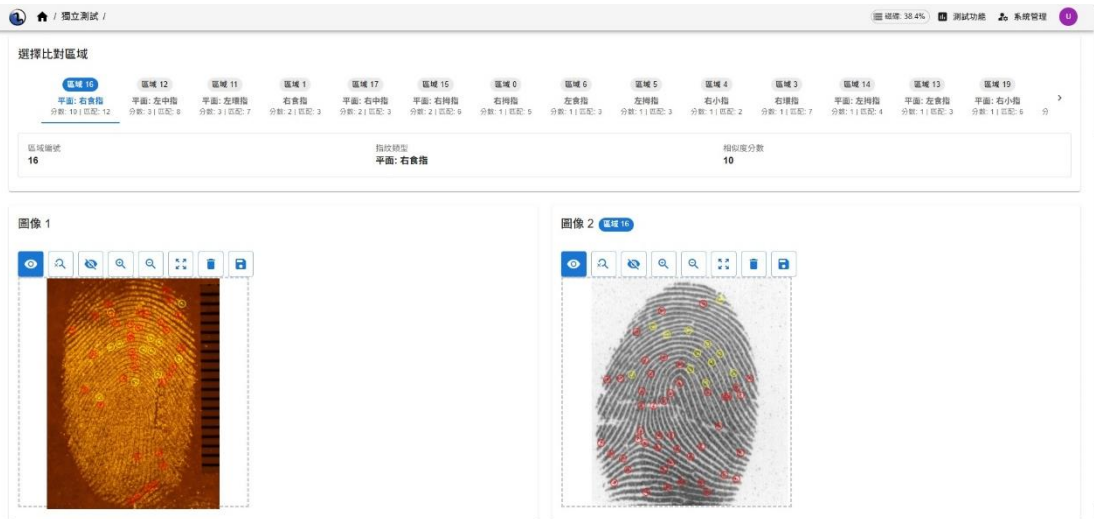 / 獨立測試 /
磁碟: 38.4%
測試功能
系統管理
U
選擇比對區域
區域 16 區域 12 區域 11 區域 1 區域 17 區域 15 區域 0 區域 6 區域 5 區域 4 區域 3 區域 14 區域 13 區域 19
平面: 右食指 平面: 左中指 平面: 左環指 右食指 平面: 右中指 平面: 右拇指 右拇指 左食指 左拇指 右小指 右環指 平面: 左拇指 平面: 左食指 平面: 右小指
分數: 10 | 匹配: 12 分數: 3 | 匹配: 8 分數: 3 | 匹配: 7 分數: 2 | 匹配: 3 分數: 2 | 匹配: 3 分數: 2 | 匹配: 6 分數: 1 | 匹配: 5 分數: 1 | 匹配: 3 分數: 1 | 匹配: 3 分數: 1 | 匹配: 2 分數: 1 | 匹配: 7 分數: 1 | 匹配: 4 分數: 1 | 匹配: 3 分數: 1 | 匹配: 6 分
區域編號 指紋類型 相似度分數
16 平面: 右食指 10
圖像 1
圖像 2 區域 16